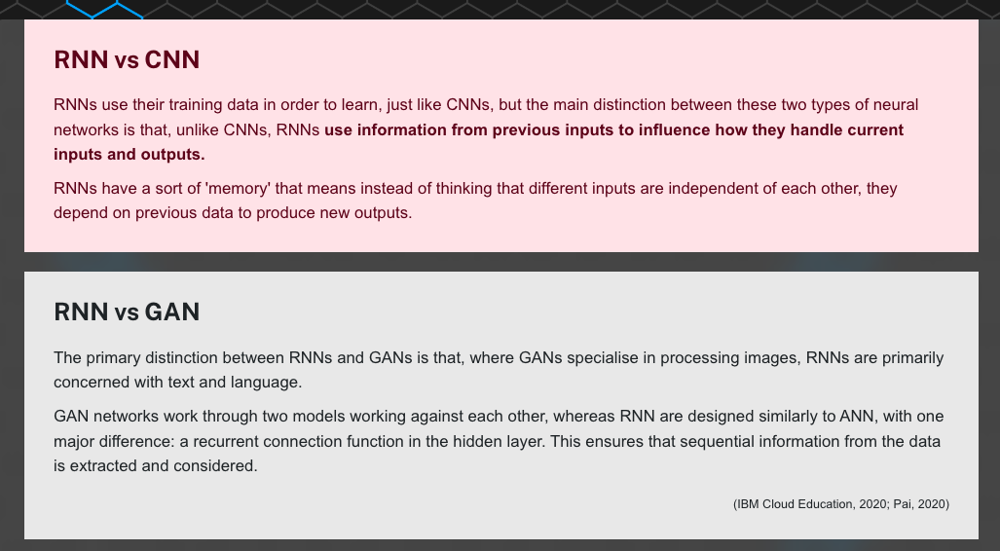 RNN vs CNN
RNNs use their training data in order to learn, just like CNNs, but the main distinction between these two types of neural
networks is that, unlike CNNs, RNNs use information from previous inputs to influence how they handle current
inputs and outputs.
RNNs have a sort of 'memory' that means instead of thinking that different inputs are independent of each other, they
depend on previous data to produce new outputs.
RNN vs GAN
The primary distinction between RNNs and GANs is that, where GANs specialise in processing images, RNNs are primarily
concerned with text and language.
GAN networks work through two models working against each other, whereas RNN are designed similarly to ANN, with one
major difference: a recurrent connection function in the hidden layer. This ensures that sequential information from the data
is extracted and considered.
(IBM Cloud Education, 2020; Pai, 2020)